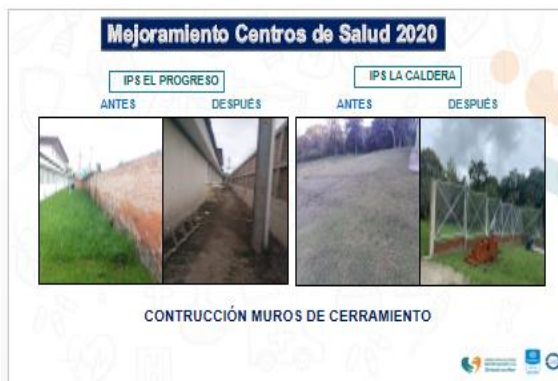 Mejoramiento Centros de Salud 2020
IPS EL PROGRESO
IPS LA CALDERA
ANTES
DESPUÉS
ANTES
DESPUÉS
CONTRUCCIÓN MUROS DE CERRAMIENTO